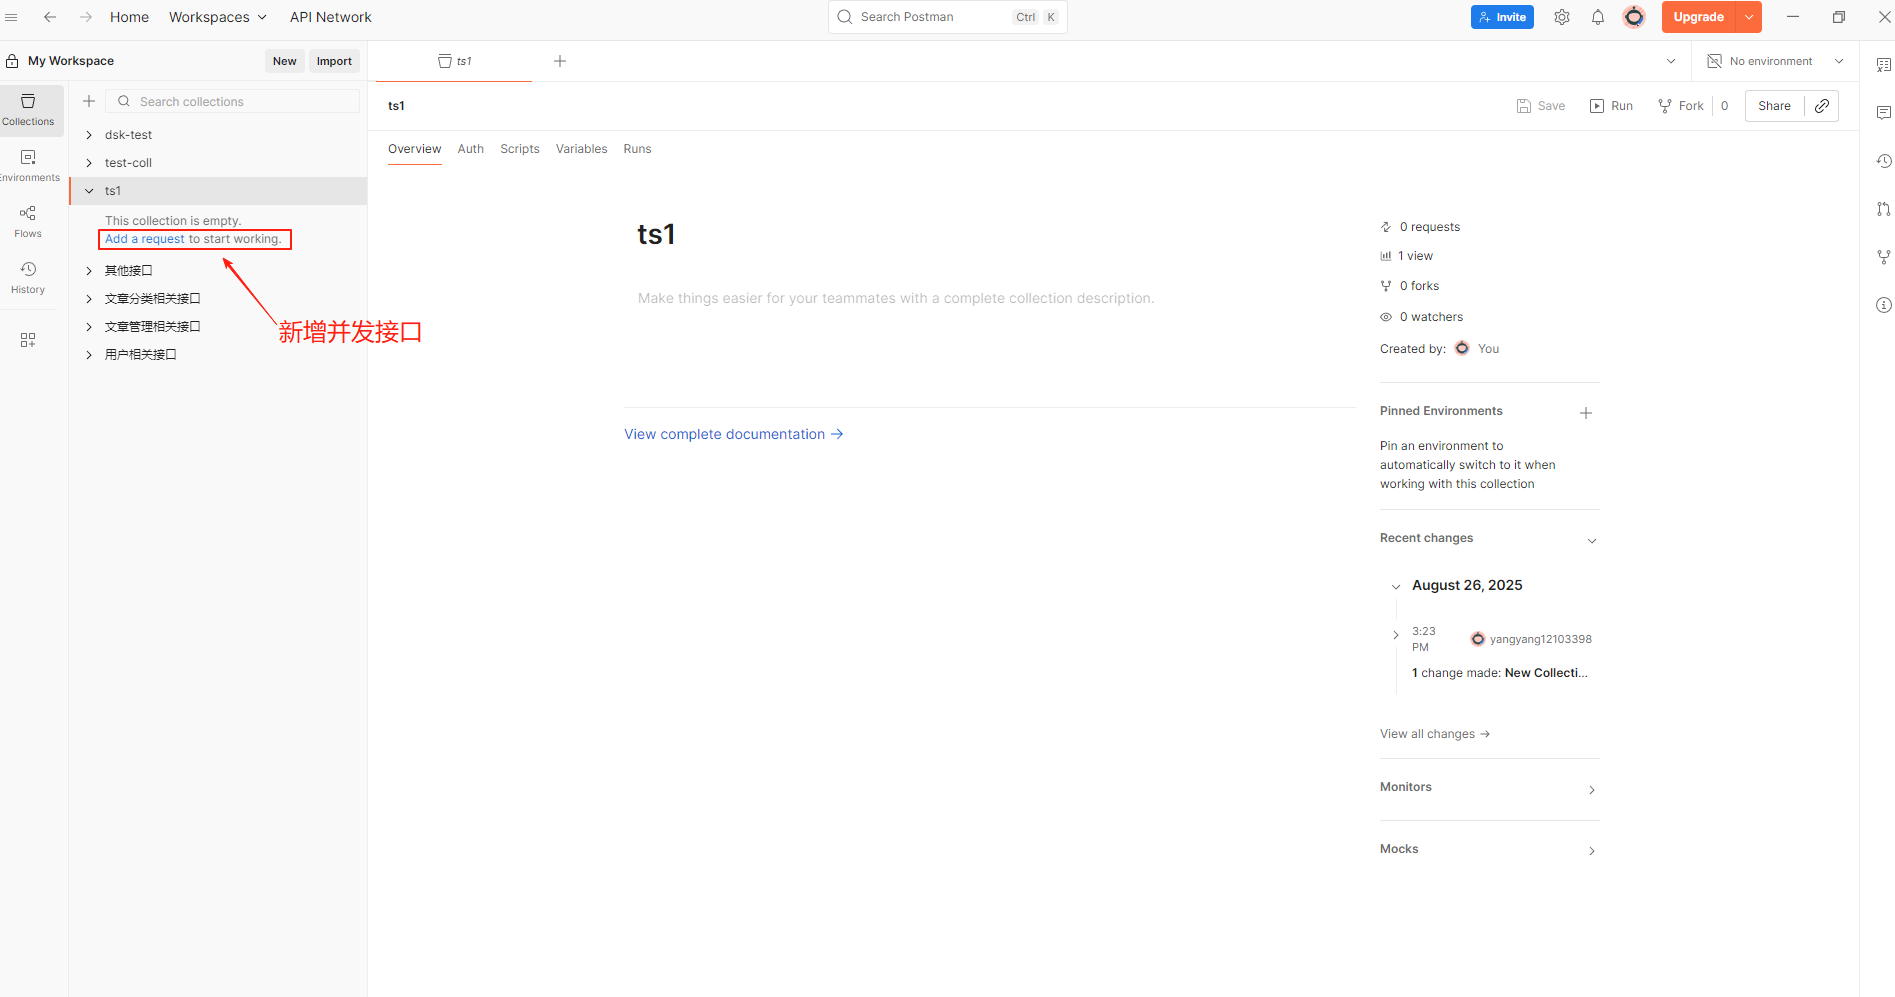 Home Workspaces API Network Search Postman Ctrl K Invite Upgrade
My Workspace New Import ts1 No environment
Search collections
Collections
Environments
Flows
History
dsk-test
test-coll
ts1
This collection is empty.
Add a request to start working.
其他接口
文章分类相关接口
文章管理相关接口
用户相关接口
新增并发接口
ts1 Save Run Fork 0 Share
Overview Auth Scripts Variables Runs
ts1
Make things easier for your teammates with a complete collection description.
View complete documentation →
0 requests
1 view
0 forks
0 watchers
Created by: You
Pinned Environments
Pin an environment to
automatically switch to it when
working with this collection
Recent changes
August 26, 2025
3:23
PM
yangyang12103398
1 change made: New Collecti...
View all changes →
Monitors
Mocks